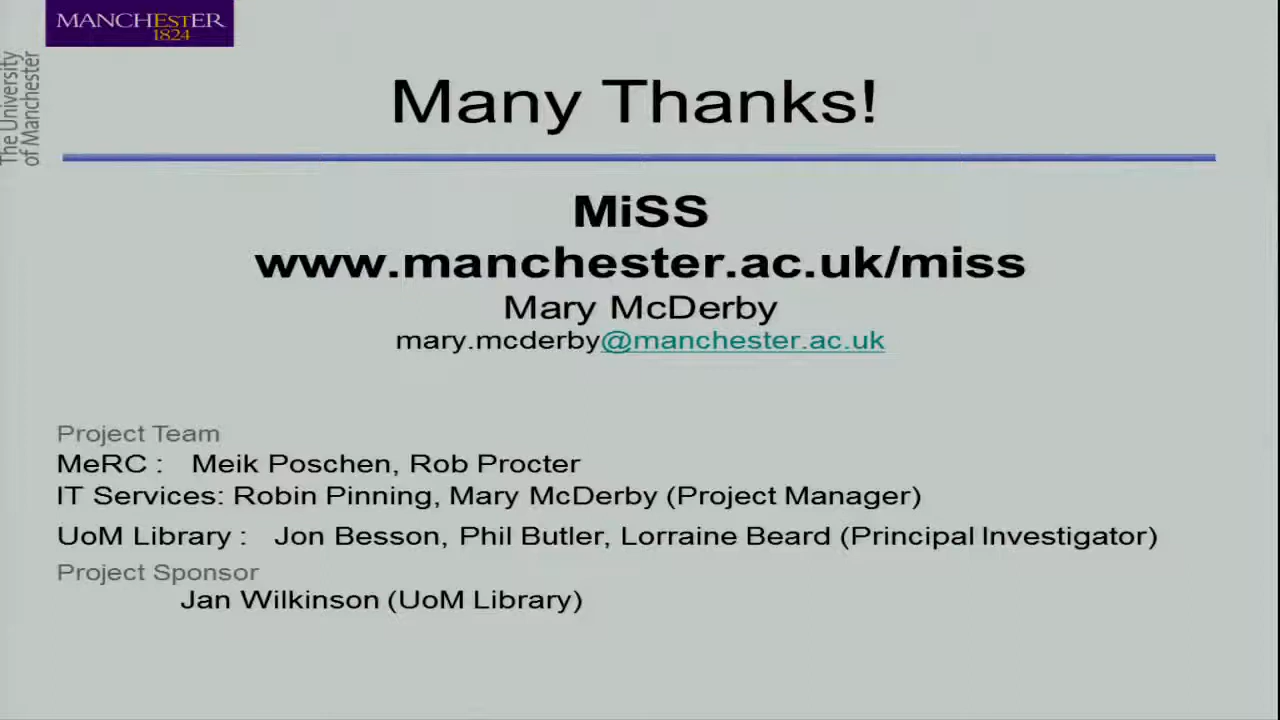 MANCHESTER
1824
The University
of Manchester
Many Thanks!
MiSS
www.manchester.ac.uk/miss
Mary McDerby
mary.mcderby@manchester.ac.uk
Project Team
MeRC : Meik Poschen, Rob Procter
IT Services: Robin Pinning, Mary McDerby (Project Manager)
UoM Library : Jon Besson, Phil Butler, Lorraine Beard (Principal Investigator)
Project Sponsor
Jan Wilkinson (UoM Library)